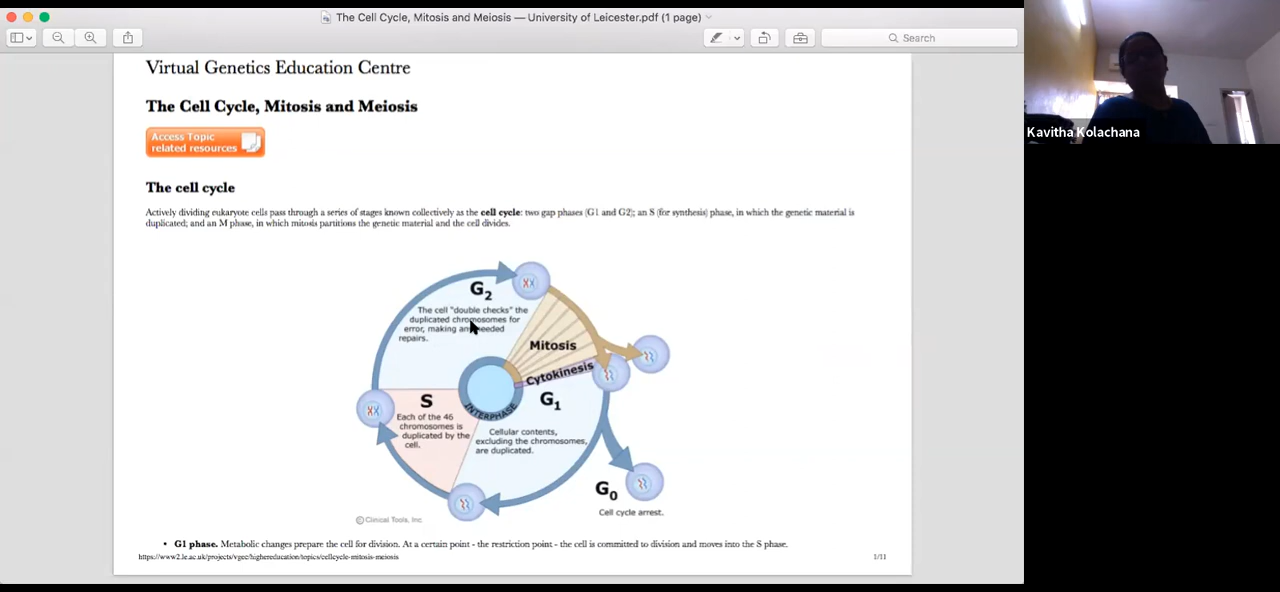 The Cell Cycle, Mitosis and Meiosis — University of Leicester.pdf (1 page)
Search
Virtual Genetics Education Centre
The Cell Cycle, Mitosis and Meiosis
Access Topic
related resources
The cell cycle
Actively dividing eukaryote cells pass through a series of stages known collectively as the cell cycle: two gap phases (G1 and G2); an S (for synthesis) phase, in which the genetic material is
duplicated; and an M phase, in which mitosis partitions the genetic material and the cell divides.
G2
The cell "double checks" the
duplicated chromosomes for
error, making any needed
repairs.
Mitosis
Cytokinesis
S
Each of the 46
chromosomes is
duplicated by the
cell.
INTERPHASE
G1
Cellular contents,
excluding the chromosomes,
are duplicated.
G0
Cell cycle arrest.
© Clinical Tools, Inc.
• G1 phase. Metabolic changes prepare the cell for division. At a certain point - the restriction point - the cell is committed to division and moves into the S phase.
https://www2.le.ac.uk/projects/vgec/highereducation/topics/cellcycle-mitosis-meiosis
1/11
Kavitha Kolachana